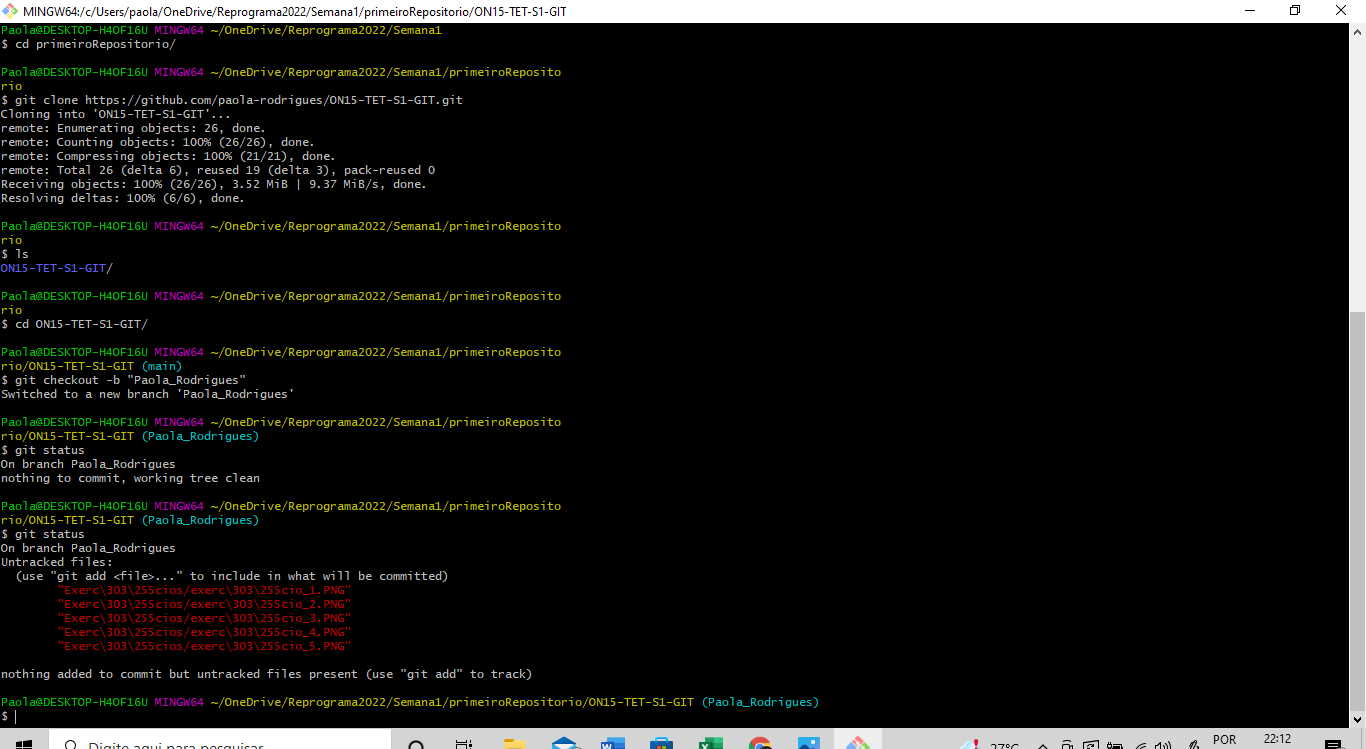 MINGW64:/c/Users/paola/OneDrive/Reprograma2022/Semana1/primeiroRepositorio/ON15-TET-S1-GIT
Paola@DESKTOP-H4OF16U MINGW64 ~/OneDrive/Reprograma2022/Semana1
$ cd primeiroRepositorio/
Paola@DESKTOP-H4OF16U MINGW64 ~/OneDrive/Reprograma2022/Semana1/primeiroReposito
rio
$ git clone https://github.com/paola-rodrigues/ON15-TET-S1-GIT.git
Cloning into 'ON15-TET-S1-GIT'...
remote: Enumerating objects: 26, done.
remote: Counting objects: 100% (26/26), done.
remote: Compressing objects: 100% (21/21), done.
remote: Total 26 (delta 6), reused 19 (delta 3), pack-reused 0
Receiving objects: 100% (26/26), 3.52 MiB | 9.37 MiB/s, done.
Resolving deltas: 100% (6/6), done.
Paola@DESKTOP-H4OF16U MINGW64 ~/OneDrive/Reprograma2022/Semana1/primeiroReposito
rio
$ ls
ON15-TET-S1-GIT/
Paola@DESKTOP-H4OF16U MINGW64 ~/OneDrive/Reprograma2022/Semana1/primeiroReposito
rio
$ cd ON15-TET-S1-GIT/
Paola@DESKTOP-H4OF16U MINGW64 ~/OneDrive/Reprograma2022/Semana1/primeiroReposito
rio/ON15-TET-S1-GIT (main)
$ git checkout -b "Paola_Rodrigues"
Switched to a new branch 'Paola_Rodrigues'
Paola@DESKTOP-H4OF16U MINGW64 ~/OneDrive/Reprograma2022/Semana1/primeiroReposito
rio/ON15-TET-S1-GIT (Paola_Rodrigues)
$ git status
On branch Paola_Rodrigues
nothing to commit, working tree clean
Paola@DESKTOP-H4OF16U MINGW64 ~/OneDrive/Reprograma2022/Semana1/primeiroReposito
rio/ON15-TET-S1-GIT (Paola_Rodrigues)
$ git status
On branch Paola_Rodrigues
Untracked files:
(use "git add <file>..." to include in what will be committed)
"Exerc\303\255cios/exerc\303\255cio_1.PNG"
"Exerc\303\255cios/exerc\303\255cio_2.PNG"
"Exerc\303\255cios/exerc\303\255cio_3.PNG"
"Exerc\303\255cios/exerc\303\255cio_4.PNG"
"Exerc\303\255cios/exerc\303\255cio_5.PNG"
nothing added to commit but untracked files present (use "git add" to track)
Paola@DESKTOP-H4OF16U MINGW64 ~/OneDrive/Reprograma2022/Semana1/primeiroRepositorio/ON15-TET-S1-GIT (Paola_Rodrigues)
$
Digite aqui para pesquisar
27°C
POR
22:12